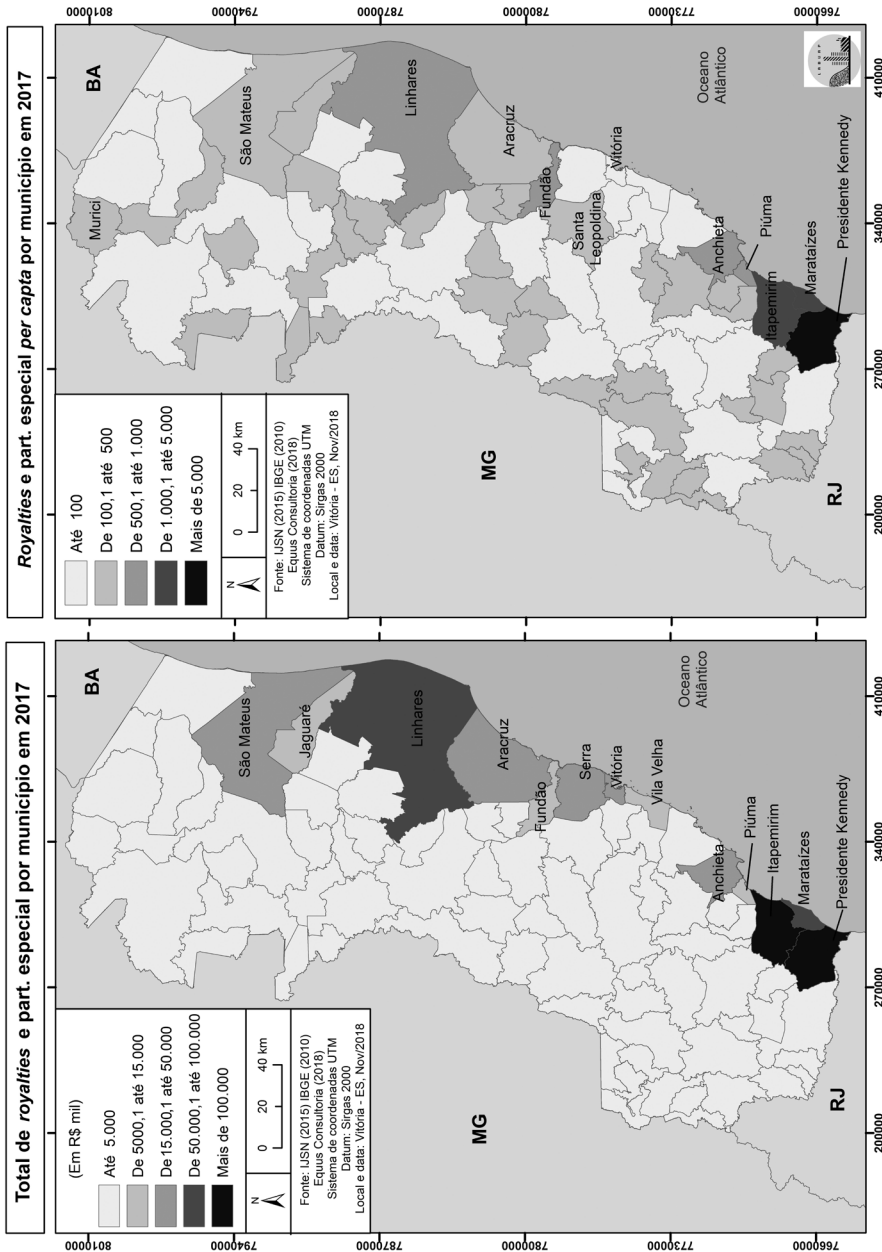 Total de royalties e part. especial por município em 2017
(Em R$ mil)
Até 5.000
De 5000,1 até 15.000
De 15.000,1 até 50.000
De 50.000,1 até 100.000
Mais de 100.000
N
0 20 40 km
Fonte: IJSN (2015) IBGE (2010)
Equus Consultoria (2018)
Sistema de coordenadas UTM
Datum: Sirgas 2000
Local e data: Vitória - ES, Nov/2018
BA
São Mateus
Jaguaré
Linhares
Aracruz
Fundão
Serra
Vitória
Vila Velha
MG
Anchieta
Oceano
Atlântico
Piúma
Itapemirim
Marataízes
Presidente Kennedy
RJ
8010000
7940000
7870000
7800000
7730000
7660000
200000
270000
340000
410000
Royalties e part. especial per capta por município em 2017
Até 100
De 100,1 até 500
De 500,1 até 1.000
De 1.000,1 até 5.000
Mais de 5.000
N
0 20 40 km
Fonte: IJSN (2015) IBGE (2010)
Equus Consultoria (2018)
Sistema de coordenadas UTM
Datum: Sirgas 2000
Local e data: Vitória - ES, Nov/2018
BA
Murici
São Mateus
Linhares
Aracruz
Fundão
Santa
Leopoldina
Vitória
MG
Anchieta
Oceano
Atlântico
Piúma
Itapemirim
Marataízes
Presidente Kennedy
RJ
8010000
7940000
7870000
7800000
7730000
7660000
200000
270000
340000
410000